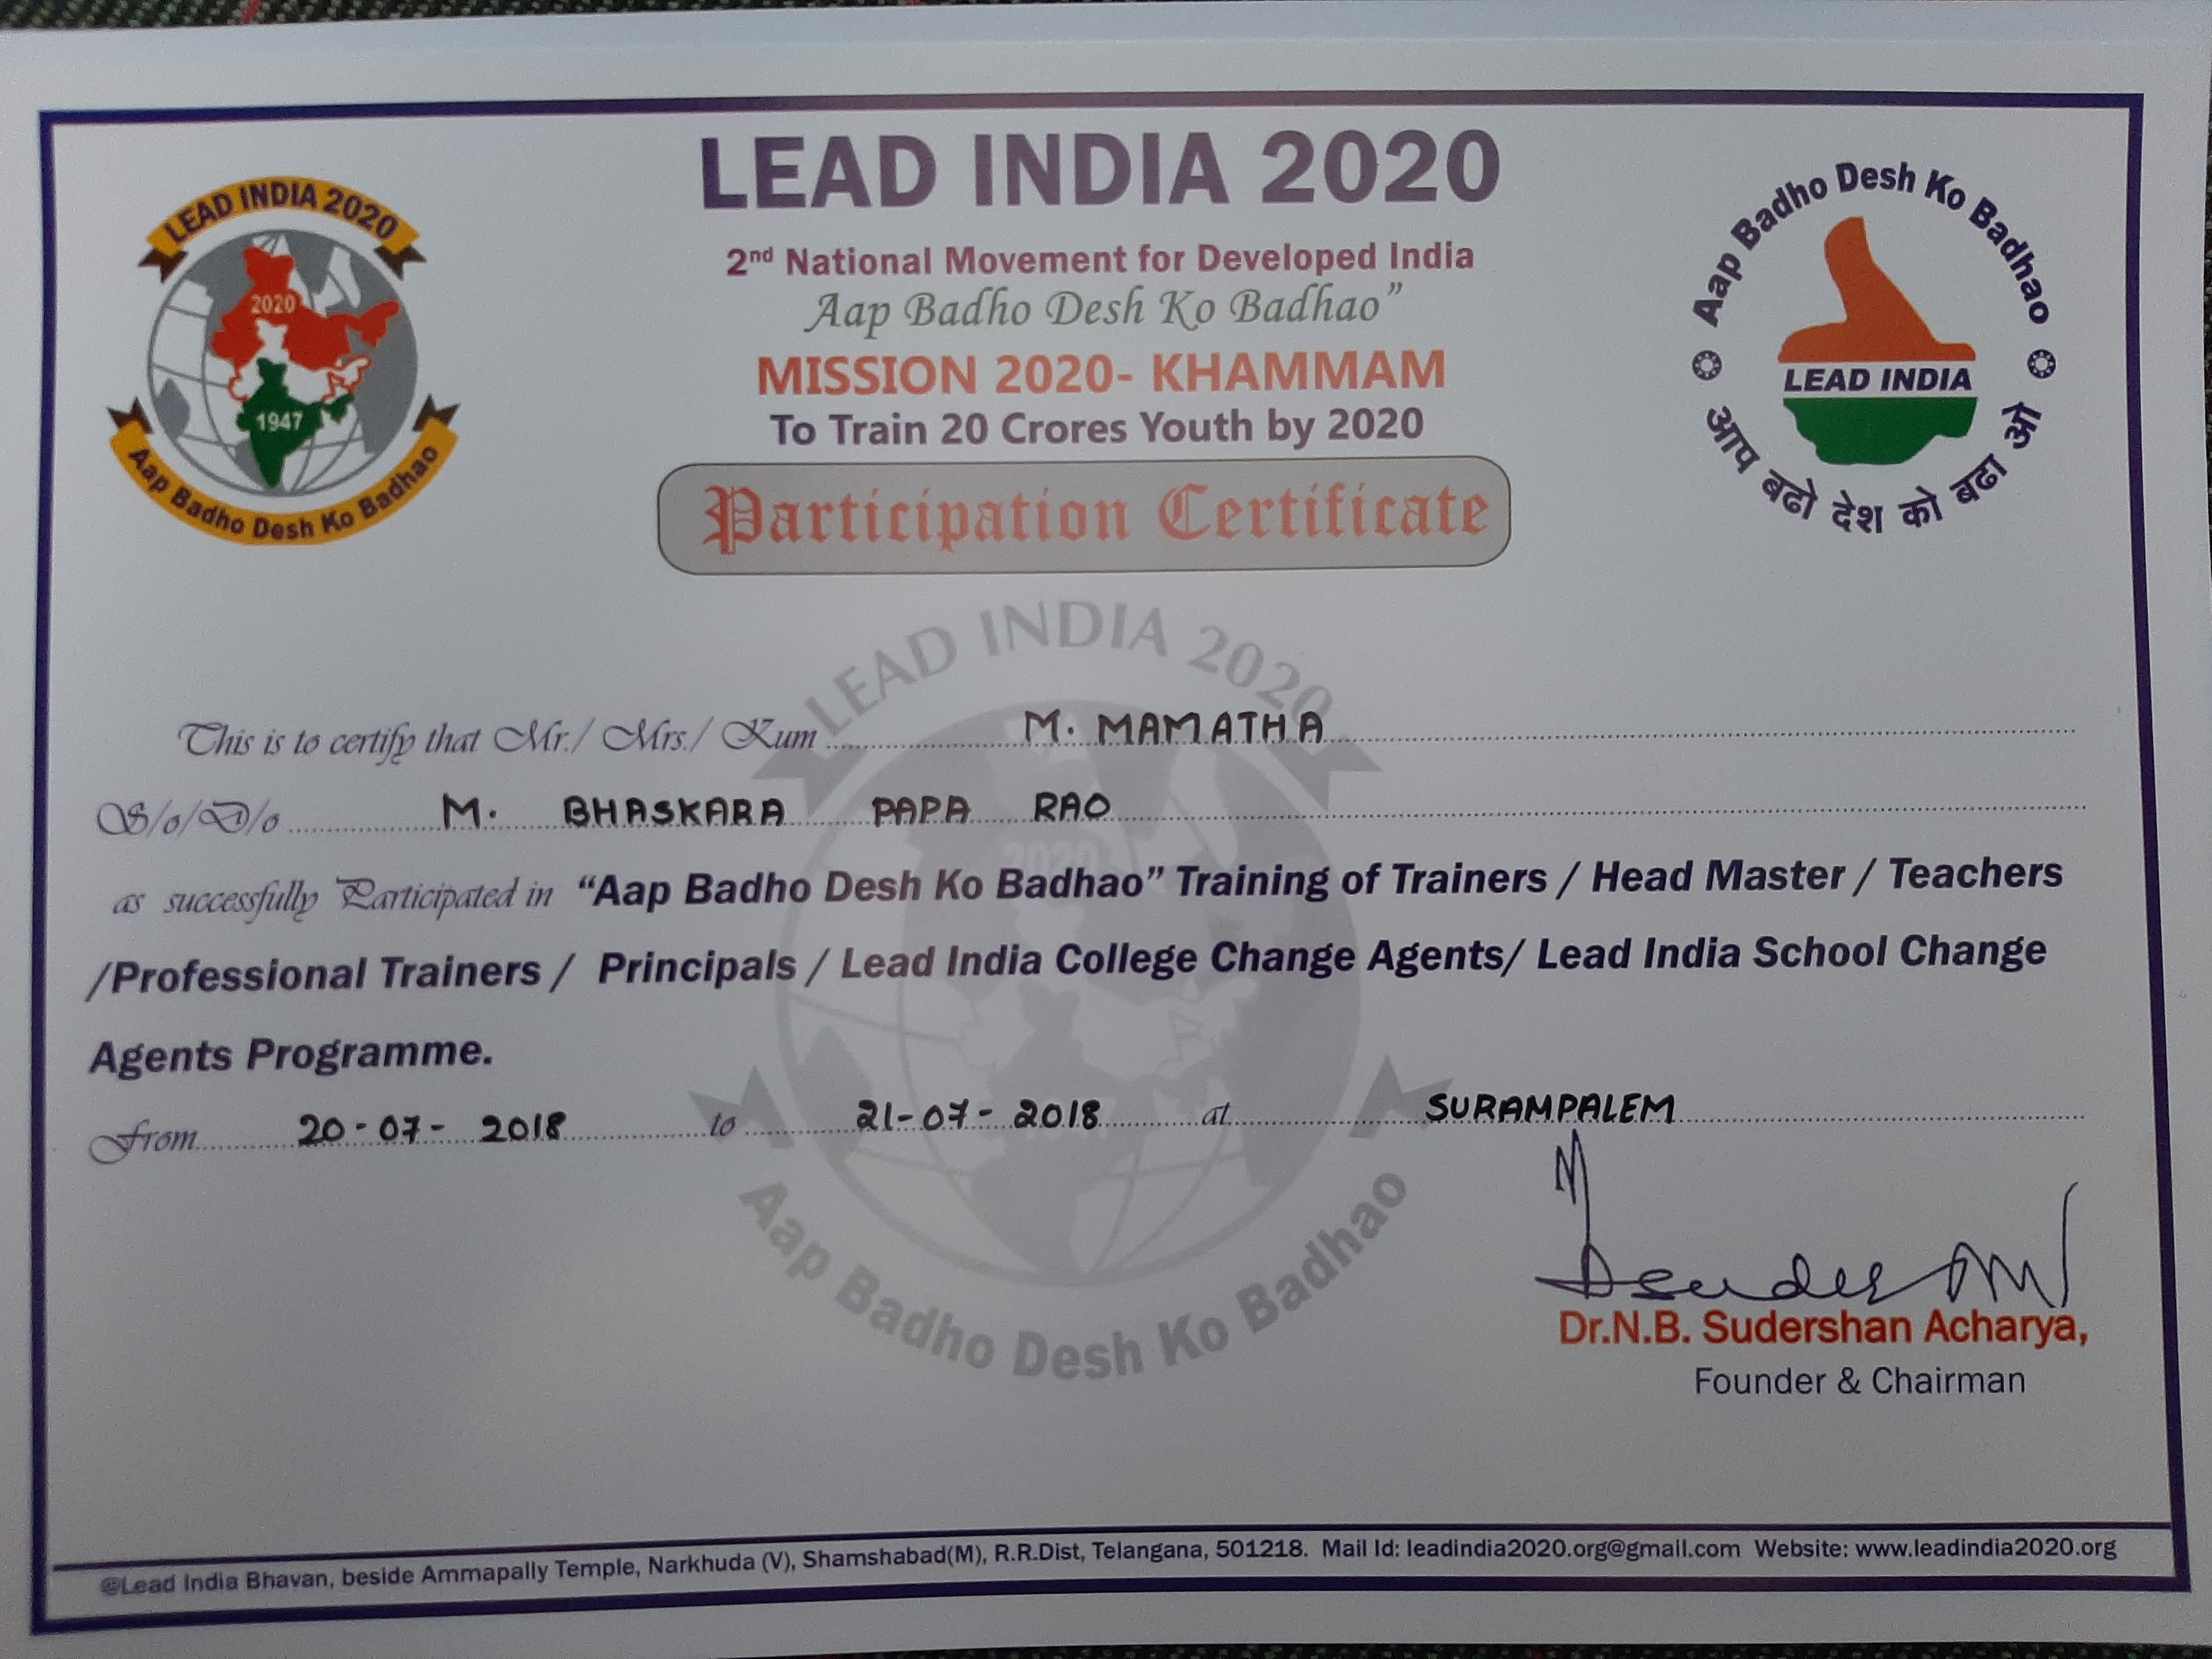 LEAD INDIA 2020
2nd National Movement for Developed India
Aap Badho Desh Ko Badhao”
MISSION 2020- KHAMMAM
To Train 20 Crores Youth by 2020
Participation Certificate
LEAD INDIA 2020
2020
1947
Aap Badho Desh Ko Badhao
Aap Badho Desh Ko Badhao
LEAD INDIA
आप बढो देश को बढा ओ
LEAD INDIA 2020
This is to certify that Mr./ Mrs./ Kum M. MAMATHA
S/o/D/o M. BHASKARA PAPA RAO
as successfully Participated in “Aap Badho Desh Ko Badhao” Training of Trainers / Head Master / Teachers
/Professional Trainers / Principals / Lead India College Change Agents/ Lead India School Change
Agents Programme.
From 20-07-2018 to 21-07-2018 at SURAMPALEM
Aap Badho Desh Ko Badhao
Dr.N.B. Sudershan Acharya,
Founder & Chairman
@Lead India Bhavan, beside Ammapally Temple, Narkhuda (V), Shamshabad(M), R.R.Dist, Telangana, 501218. Mail Id: leadindia2020.org@gmail.com Website: www.leadindia2020.org